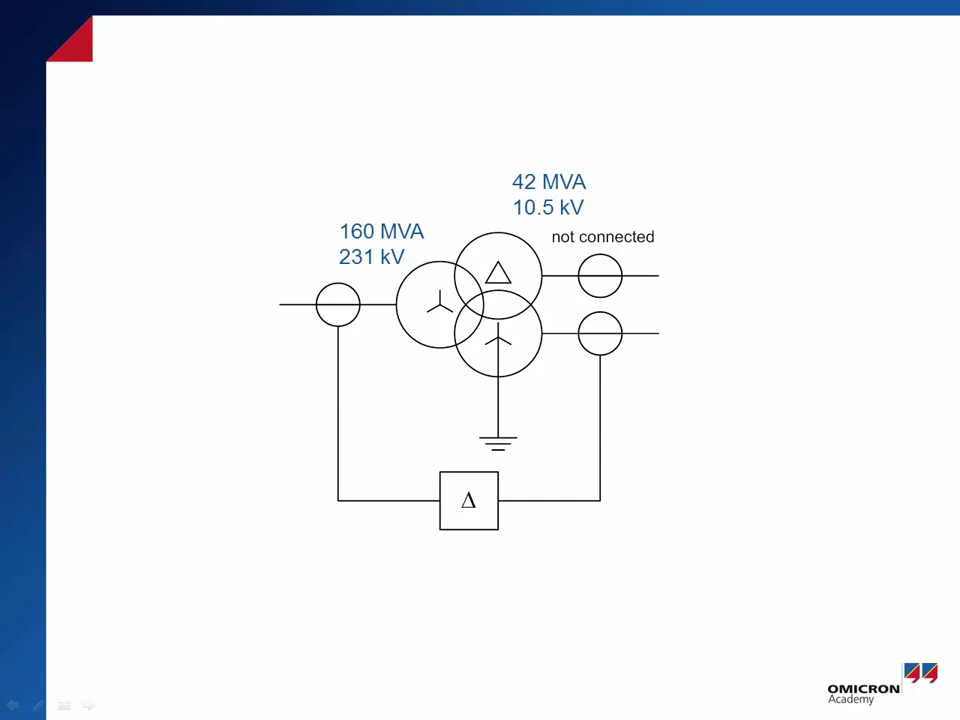 42 MVA
10.5 kV
not connected
160 MVA
231 kV
Δ
OMICRON
Academy